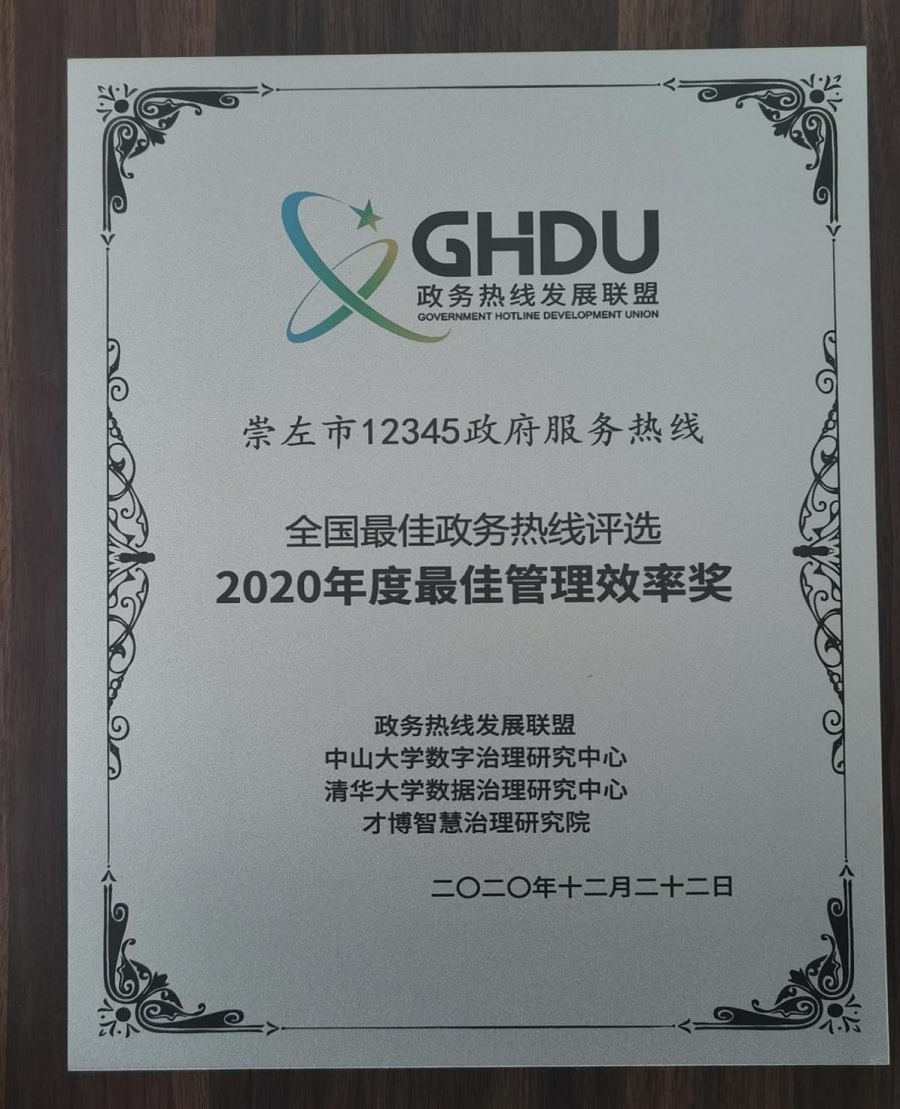 GHDU
政务热线发展联盟
GOVERNMENT HOTLINE DEVELOPMENT UNION
崇左市12345政府服务热线
全国最佳政务热线评选
2020年度最佳管理效率奖
政务热线发展联盟
中山大学数字治理研究中心
清华大学数据治理研究中心
才博智慧治理研究院
二〇二〇年十二月二十二日